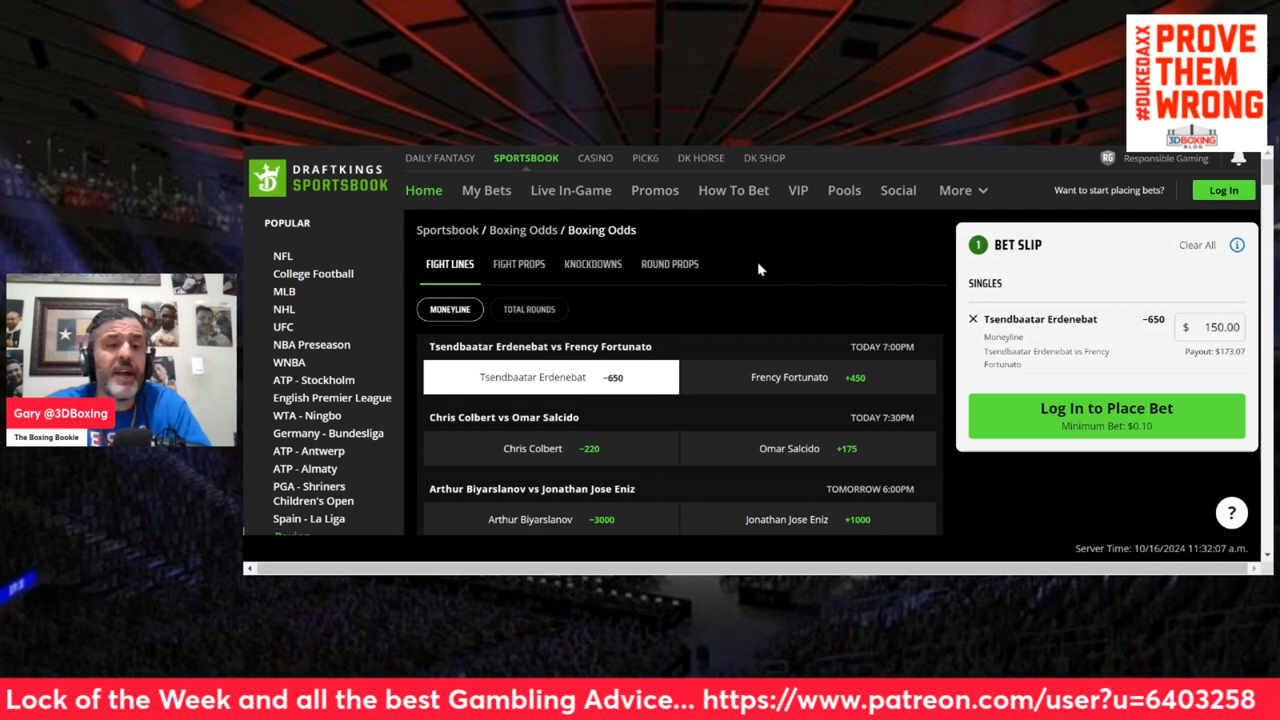 #DUKEDAXX
PROVE
THEM
WRONG
3DBOXING
BLOG
DRAFTKINGS
SPORTSBOOK
DAILY FANTASY SPORTSBOOK CASINO PICK6 DK HORSE DK SHOP
RG Responsible Gaming
Home My Bets Live In-Game Promos How To Bet VIP Pools Social More
Want to start placing bets? Log In
POPULAR
NFL
College Football
MLB
NHL
UFC
NBA Preseason
WNBA
ATP - Stockholm
English Premier League
WTA - Ningbo
Germany - Bundesliga
ATP - Antwerp
ATP - Almaty
PGA - Shriners
Children's Open
Spain - La Liga
Sportsbook / Boxing Odds / Boxing Odds
FIGHT LINES FIGHT PROPS KNOCKDOWNS ROUND PROPS
MONEYLINE TOTAL ROUNDS
Tsendbaatar Erdenebat vs Frency Fortunato TODAY 7:00PM
Tsendbaatar Erdenebat −650 Frency Fortunato +450
Chris Colbert vs Omar Salcido TODAY 7:30PM
Chris Colbert −220 Omar Salcido +175
Arthur Biyarslanov vs Jonathan Jose Eniz TOMORROW 6:00PM
Arthur Biyarslanov −3000 Jonathan Jose Eniz +1000
1 BET SLIP Clear All
SINGLES
Tsendbaatar Erdenebat −650 $ 150.00
Moneyline
Payout: $173.07
Tsendbaatar Erdenebat vs Frency
Fortunato
Log In to Place Bet
Minimum Bet: $0.10
?
Server Time: 10/16/2024 11:32:07 a.m.
Gary @3DBoxing
The Boxing Bookie
Lock of the Week and all the best Gambling Advice... https://www.patreon.com/user?u=6403258